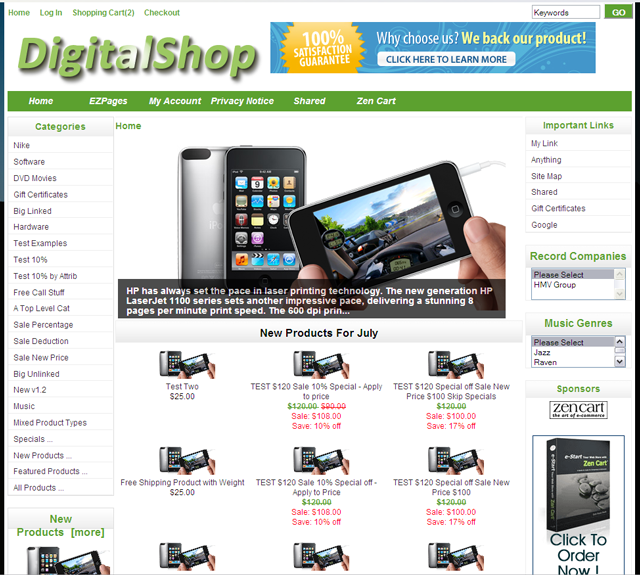 Home Log In Shopping Cart(2) Checkout
Keywords GO
DigitalShop
100% SATISFACTION GUARANTEE
Why choose us? We back our product!
CLICK HERE TO LEARN MORE
Home EZPages My Account Privacy Notice Shared Zen Cart
Categories
Nike
Software
DVD Movies
Gift Certificates
Big Linked
Hardware
Test Examples
Test 10%
Test 10% by Attrib
Free Call Stuff
A Top Level Cat
Sale Percentage
Sale Deduction
Sale New Price
Big Unlinked
New v1.2
Music
Mixed Product Types
Specials ...
New Products ...
Featured Products ...
All Products ...
New
Products [more]
Home
HP has always set the pace in laser printing technology. The new generation HP
LaserJet 1100 series sets another impressive pace, delivering a stunning 8
pages per minute print speed. The 600 dpi prin...
New Products For July
Test Two
$25.00
TEST $120 Sale 10% Special - Apply
to price
$120.00 $90.00
Sale: $108.00
Save: 10% off
TEST $120 Special off Sale New
Price $100 Skip Specials
$120.00
Sale: $100.00
Save: 17% off
Free Shipping Product with Weight
$25.00
TEST $120 Sale 10% Special off -
Apply to Price
$120.00
Sale: $108.00
Save: 10% off
TEST $120 Special off Sale New
Price $100
$120.00
Sale: $100.00
Save: 17% off
Important Links
My Link
Anything
Site Map
Shared
Gift Certificates
Google
Record Companies
Please Select
HMV Group
Music Genres
Please Select
Jazz
Raven
Sponsors
zencart
the art of e-commerce
e-Start
Zen Cart
Click To
Order
Now !